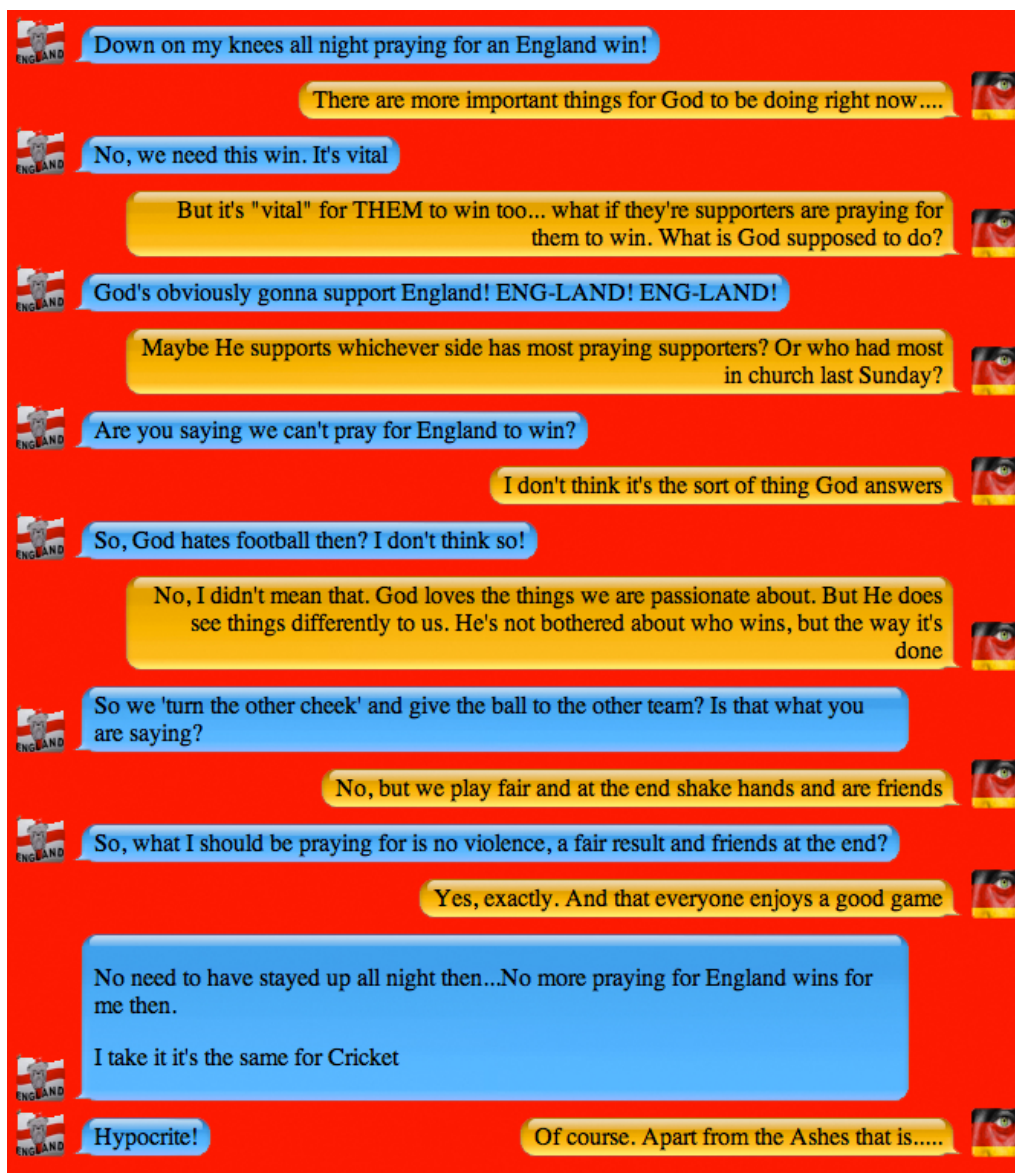 Down on my knees all night praying for an England win!
ENGLAND
There are more important things for God to be doing right now....
No, we need this win. It's vital
ENGLAND
But it's "vital" for THEM to win too... what if they're supporters are praying for
them to win. What is God supposed to do?
God's obviously gonna support England! ENG-LAND! ENG-LAND!
ENGLAND
Maybe He supports whichever side has most praying supporters? Or who had most
in church last Sunday?
Are you saying we can't pray for England to win?
ENGLAND
I don't think it's the sort of thing God answers
So, God hates football then? I don't think so!
ENGLAND
No, I didn't mean that. God loves the things we are passionate about. But He does
see things differently to us. He's not bothered about who wins, but the way it's
done
So we 'turn the other cheek' and give the ball to the other team? Is that what you
are saying?
ENGLAND
No, but we play fair and at the end shake hands and are friends
So, what I should be praying for is no violence, a fair result and friends at the end?
ENGLAND
Yes, exactly. And that everyone enjoys a good game
No need to have stayed up all night then...No more praying for England wins for
me then.
I take it it's the same for Cricket
ENGLAND
Of course. Apart from the Ashes that is.....
Hypocrite!
ENGLAND